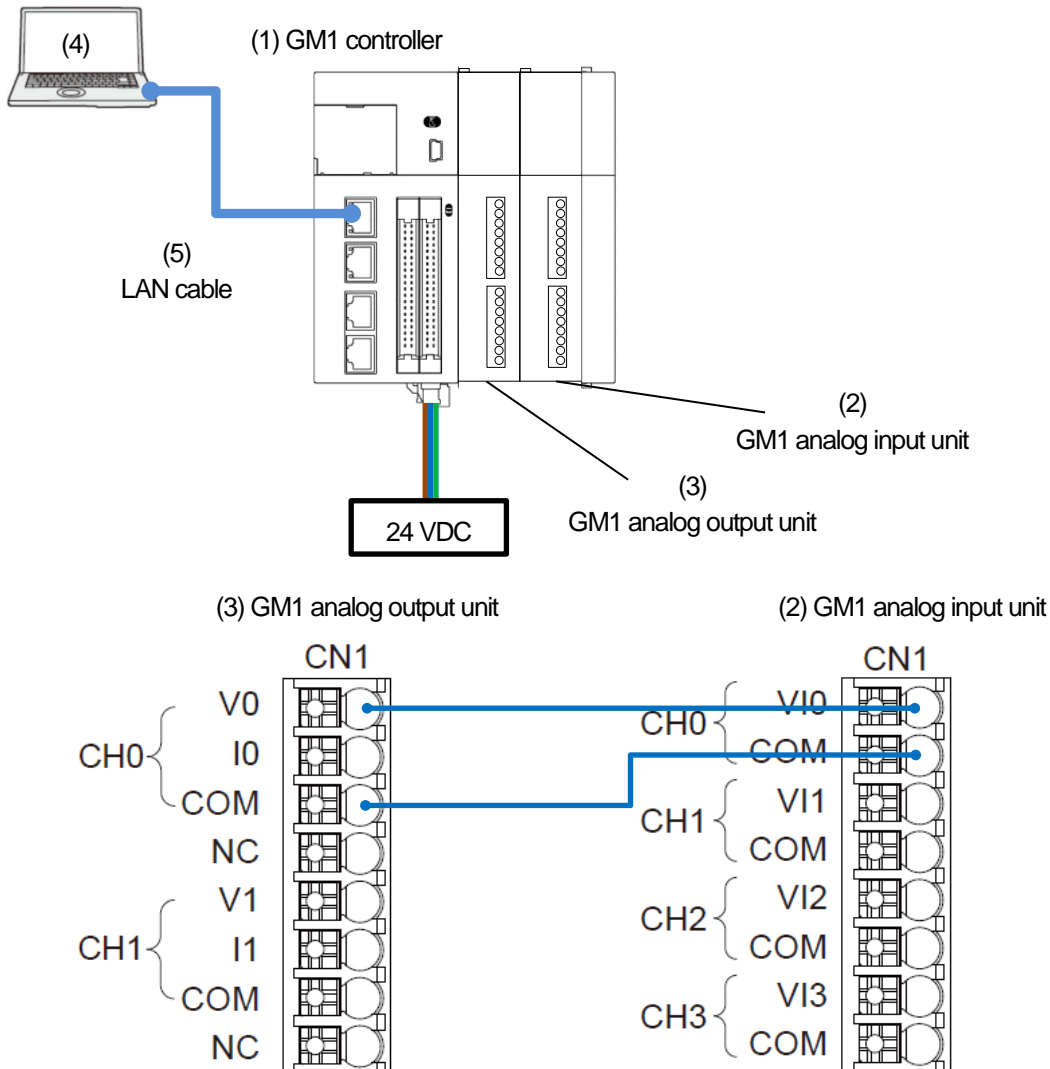 (4)
(1) GM1 controller
(5)
LAN cable
(2)
GM1 analog input unit
(3)
GM1 analog output unit
24 VDC
(3) GM1 analog output unit
CN1
V0
CH0
I0
COM
NC
V1
CH1
I1
COM
NC
(2) GM1 analog input unit
CN1
VI0
CH0
COM
VI1
CH1
COM
VI2
CH2
COM
VI3
CH3
COM